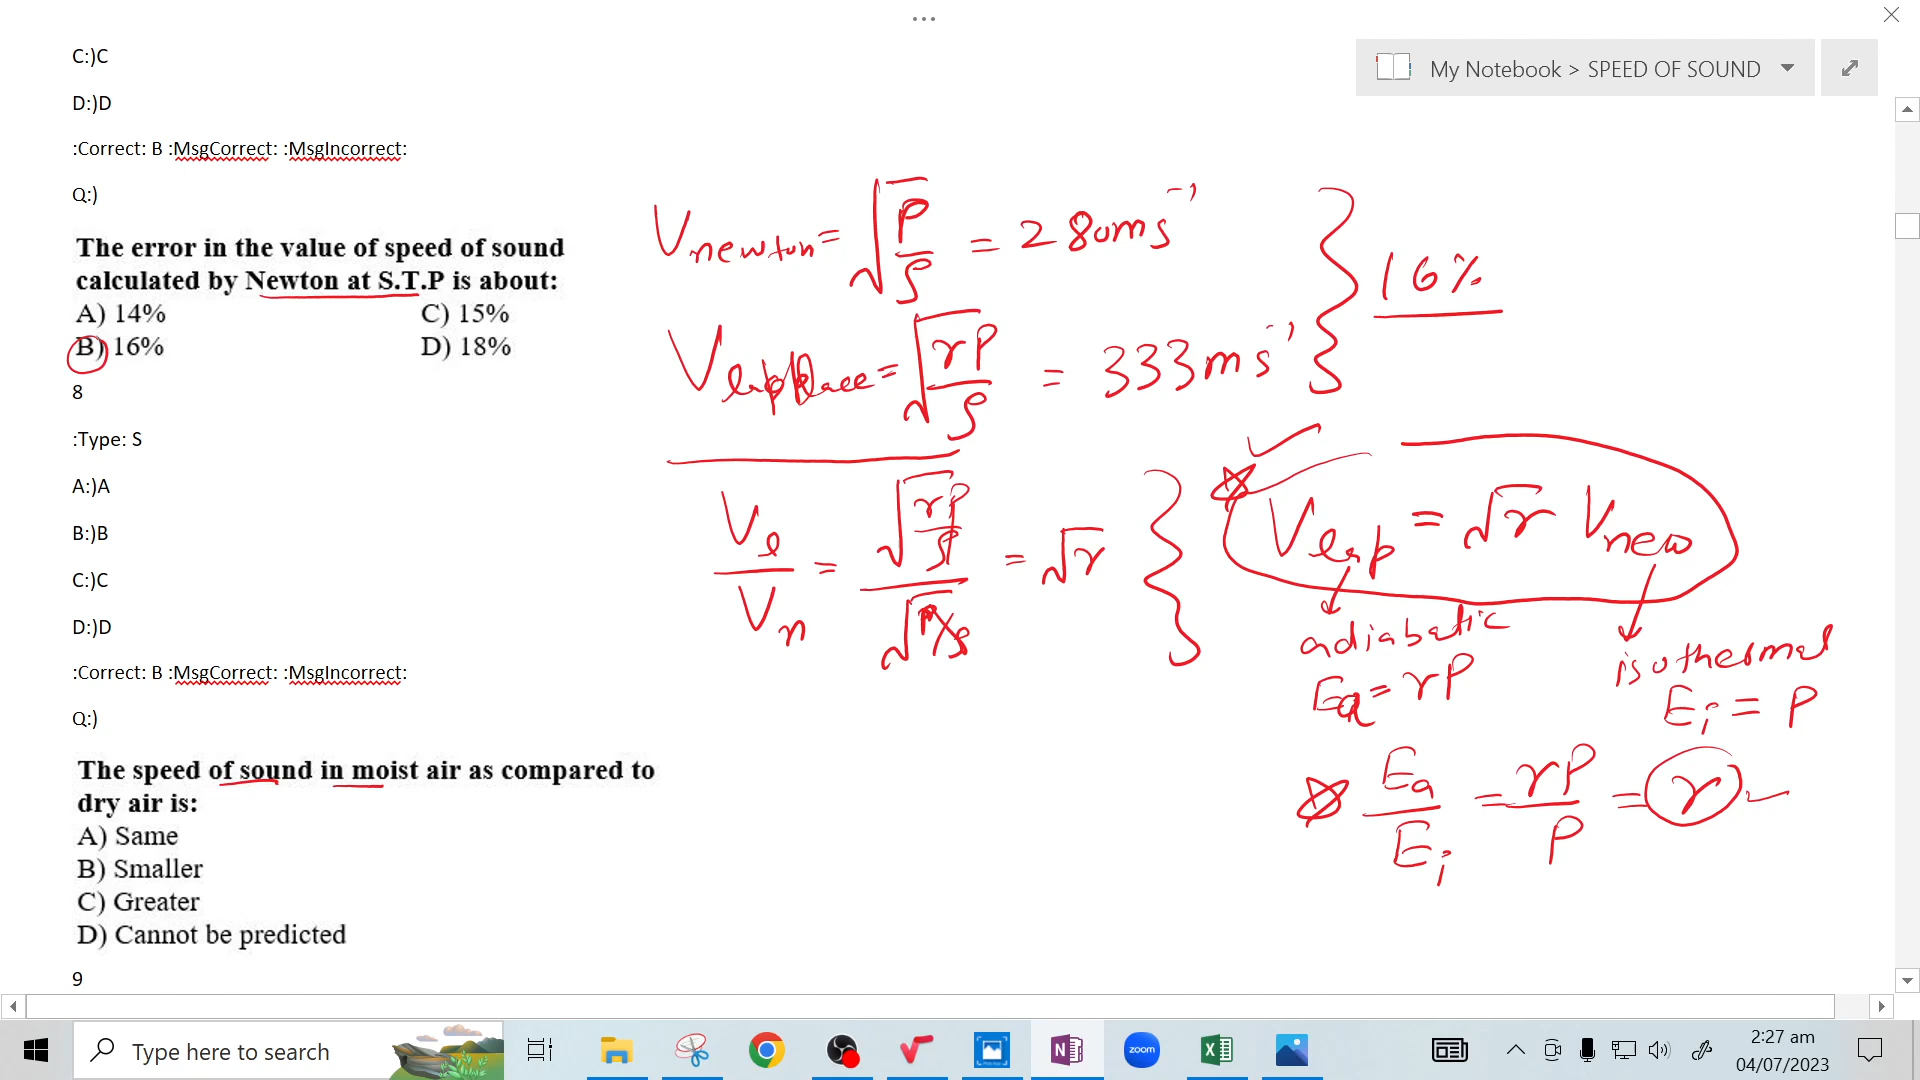 C:)C
My Notebook > SPEED OF SOUND
D:)D
:Correct: B :MsgCorrect: :MsgIncorrect:
Q:)
The error in the value of speed of sound
calculated by Newton at S.T.P is about:
A) 14% C) 15%
B) 16% D) 18%
8
:Type: S
A:)A
B:)B
C:)C
D:)D
:Correct: B :MsgCorrect: :MsgIncorrect:
Q:)
The speed of sound in moist air as compared to
dry air is:
A) Same
B) Smaller
C) Greater
D) Cannot be predicted
9
Vnewton = √(P/ρ) = 280ms⁻¹
16%
Vlaplace = √(γP/ρ) = 333ms⁻¹
Vl/Vn = √(γP/ρ)/√(P/ρ) = √γ
Vlap = √γ Vnew
adiabatic
Ea = γP
isothermal
Ei = P
Ea/Ei = γP/P = γ
Type here to search
zoom
2:27 am
04/07/2023